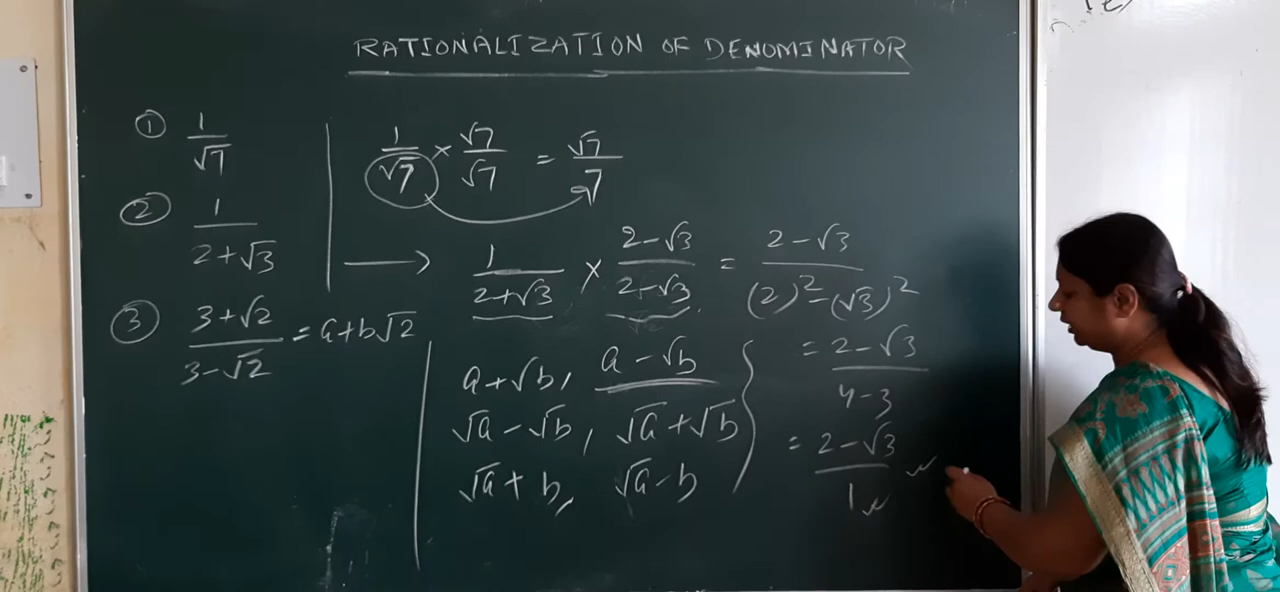 RATIONALIZATION OF DENOMINATOR
① 1/√7
② 1/(2+√3)
③ (3+√2)/(3-√2) = a+b√2
1/√7 × √7/√7 = √7/7
→ 1/(2+√3) × (2-√3)/(2-√3) = (2-√3)/((2)²-(√3)²)
= (2-√3)/(4-3)
= (2-√3)/1
a+√b, a-√b
√a-√b, √a+√b
√a+b, √a-b